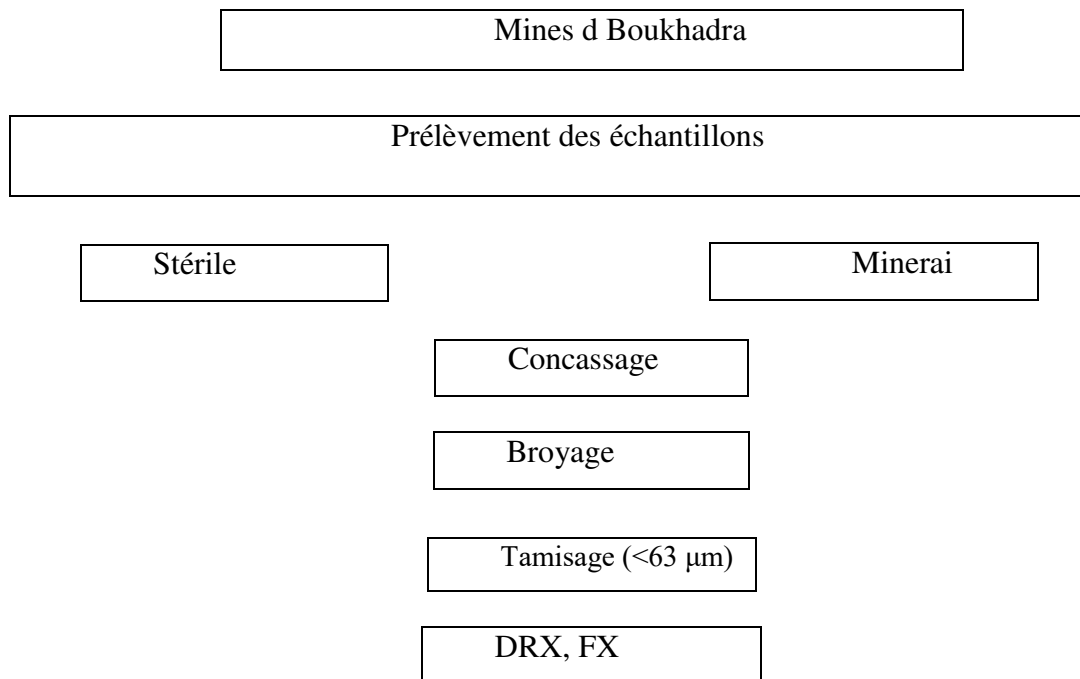 Mines d Boukhadra
Prélèvement des échantillons
Stérile
Minerai
Concassage
Broyage
Tamisage (<63 μm)
DRX, FX